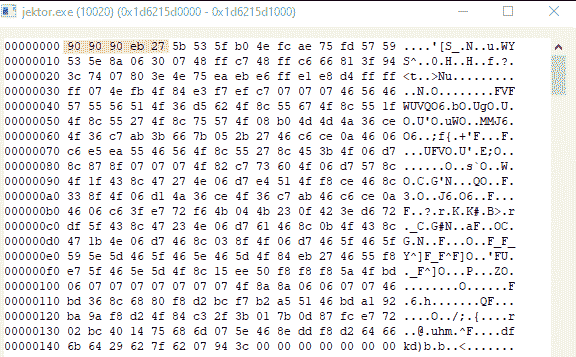 jektor.exe (10020) (0x1d6215d0000 - 0x1d6215d1000)
00000000 90 90 90 eb 27 5b 53 5f b0 4e fc ae 75 fd 57 59 ....'[S_.N..u.WY
00000010 53 5e 8a 06 30 07 48 ff c7 48 ff c6 66 81 3f 94 S^..0.H..H..f.?.
00000020 3c 74 07 80 3e 4e 75 ea eb e6 ff e1 e8 d4 ff ff <t..>Nu.........
00000030 ff 07 4e fb 4f 84 e3 f7 ef c7 07 07 07 46 56 46 ..N.O........FVF
00000040 57 55 56 51 4f 36 d5 62 4f 8c 55 67 4f 8c 55 1f WUVQO6.bO.UgO.U.
00000050 4f 8c 55 27 4f 8c 75 57 4f 08 b0 4d 4d 4a 36 ce O.U'O.uWO..MMJ6.
00000060 4f 36 c7 ab 3b 66 7b 05 2b 27 46 c6 ce 0a 46 06 O6..;f{.+'F...F.
00000070 c6 e5 ea 55 46 56 4f 8c 55 27 8c 45 3b 4f 06 d7 ...UFVO.U'.E;O..
00000080 8c 87 8f 07 07 07 4f 82 c7 73 60 4f 06 d7 57 8c ......O..s`O..W.
00000090 4f 1f 43 8c 47 27 4e 06 d7 e4 51 4f f8 ce 46 8c O.C.G'N...QO..F.
000000a0 33 8f 4f 06 d1 4a 36 ce 4f 36 c7 ab 46 c6 ce 0a 3.O..J6.O6..F...
000000b0 46 06 c6 3f e7 72 f6 4b 04 4b 23 0f 42 3e d6 72 F..?.r.K.K#.B>.r
000000c0 df 5f 43 8c 47 23 4e 06 d7 61 46 8c 0b 4f 43 8c ._C.G#N..aF..OC.
000000d0 47 1b 4e 06 d7 46 8c 03 8f 4f 06 d7 46 5f 46 5f G.N..F...O..F_F_
000000e0 59 5e 5d 46 5f 46 5e 46 5d 4f 84 eb 27 46 55 f8 Y^]F_F^F]O..'FU.
000000f0 e7 5f 46 5e 5d 4f 8c 15 ee 50 f8 f8 f8 5a 4f bd ._F^]O...P...ZO.
00000100 06 07 07 07 07 07 07 07 4f 8a 8a 06 06 07 07 46 ........O......F
00000110 bd 36 8c 68 80 f8 d2 bc f7 b2 a5 51 46 bd a1 92 .6.h.......QF...
00000120 ba 9a f8 d2 4f 84 c3 2f 3b 01 7b 0d 87 fc e7 72 ....O../;.{....r
00000130 02 bc 40 14 75 68 6d 07 5e 46 8e dd f8 d2 64 66 ..@.uhm.^F....df
00000140 6b 64 29 62 7f 62 07 94 3c 00 00 00 00 00 00 00 kd)b.b..<.......